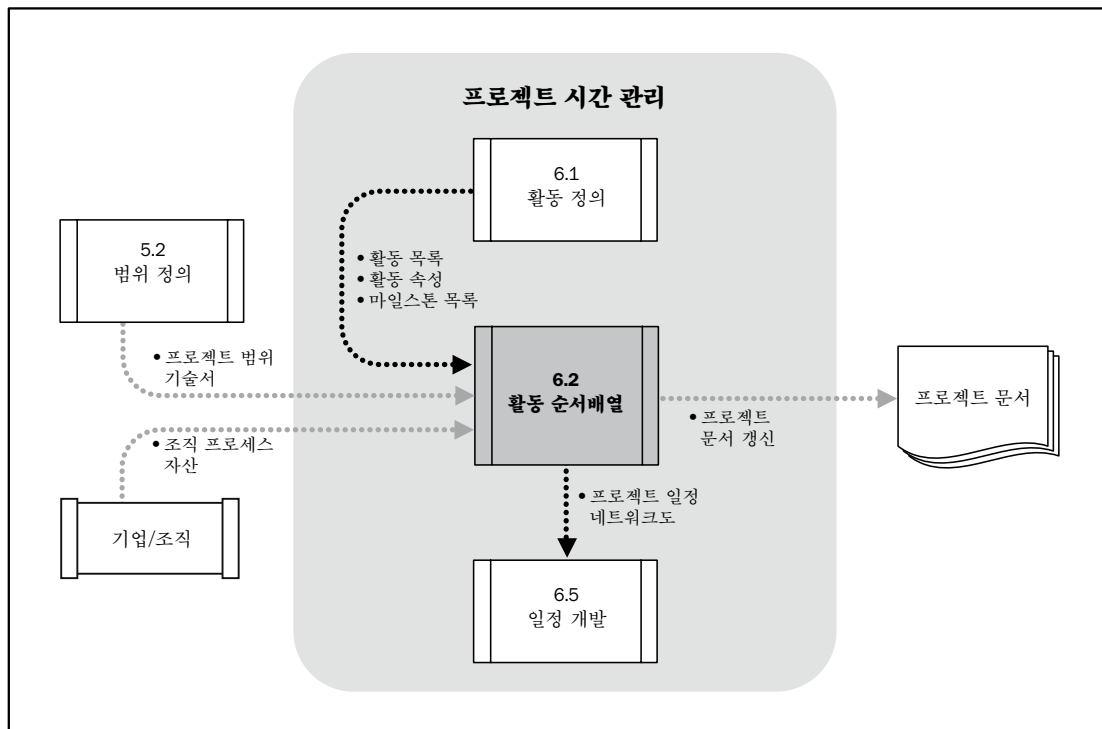 프로젝트 시간 관리
6.1
활동 정의
5.2
범위 정의
• 활동 목록
• 활동 속성
• 마일스톤 목록
• 프로젝트 범위
기술서
6.2
활동 순서배열
프로젝트 문서
• 프로젝트
문서 갱신
• 조직 프로세스
자산
• 프로젝트 일정
네트워크도
기업/조직
6.5
일정 개발